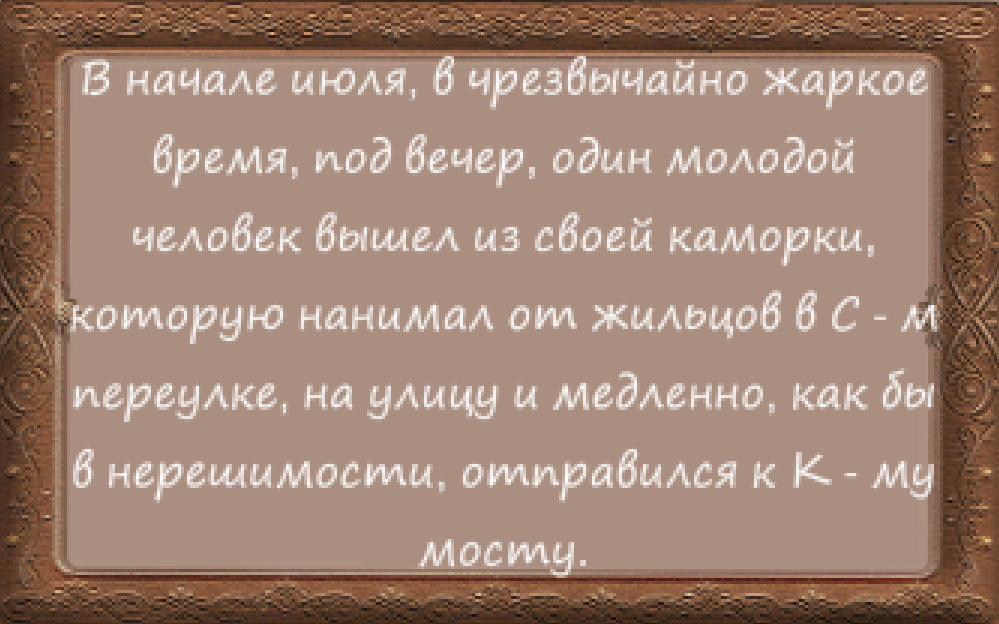 В начале июля, в чрезвычайно жаркое
время, под вечер, один молодой
человек вышел из своей каморки,
которую нанимал от жильцов в С - м
переулке, на улицу и медленно, как бы
в нерешимости, отправился к К - му
мосту.